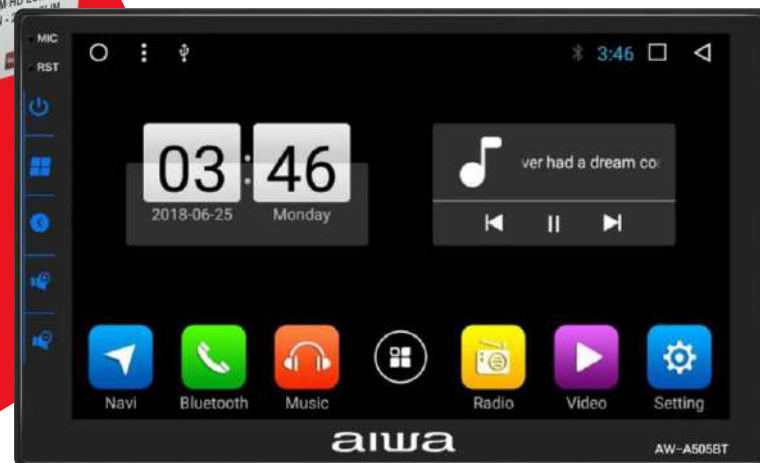 MIC
RST
3:46
03:46
2018-06-25 Monday
ver had a dream co
Navi
Bluetooth
Music
Radio
Video
Setting
aiwa
AW-A505BT